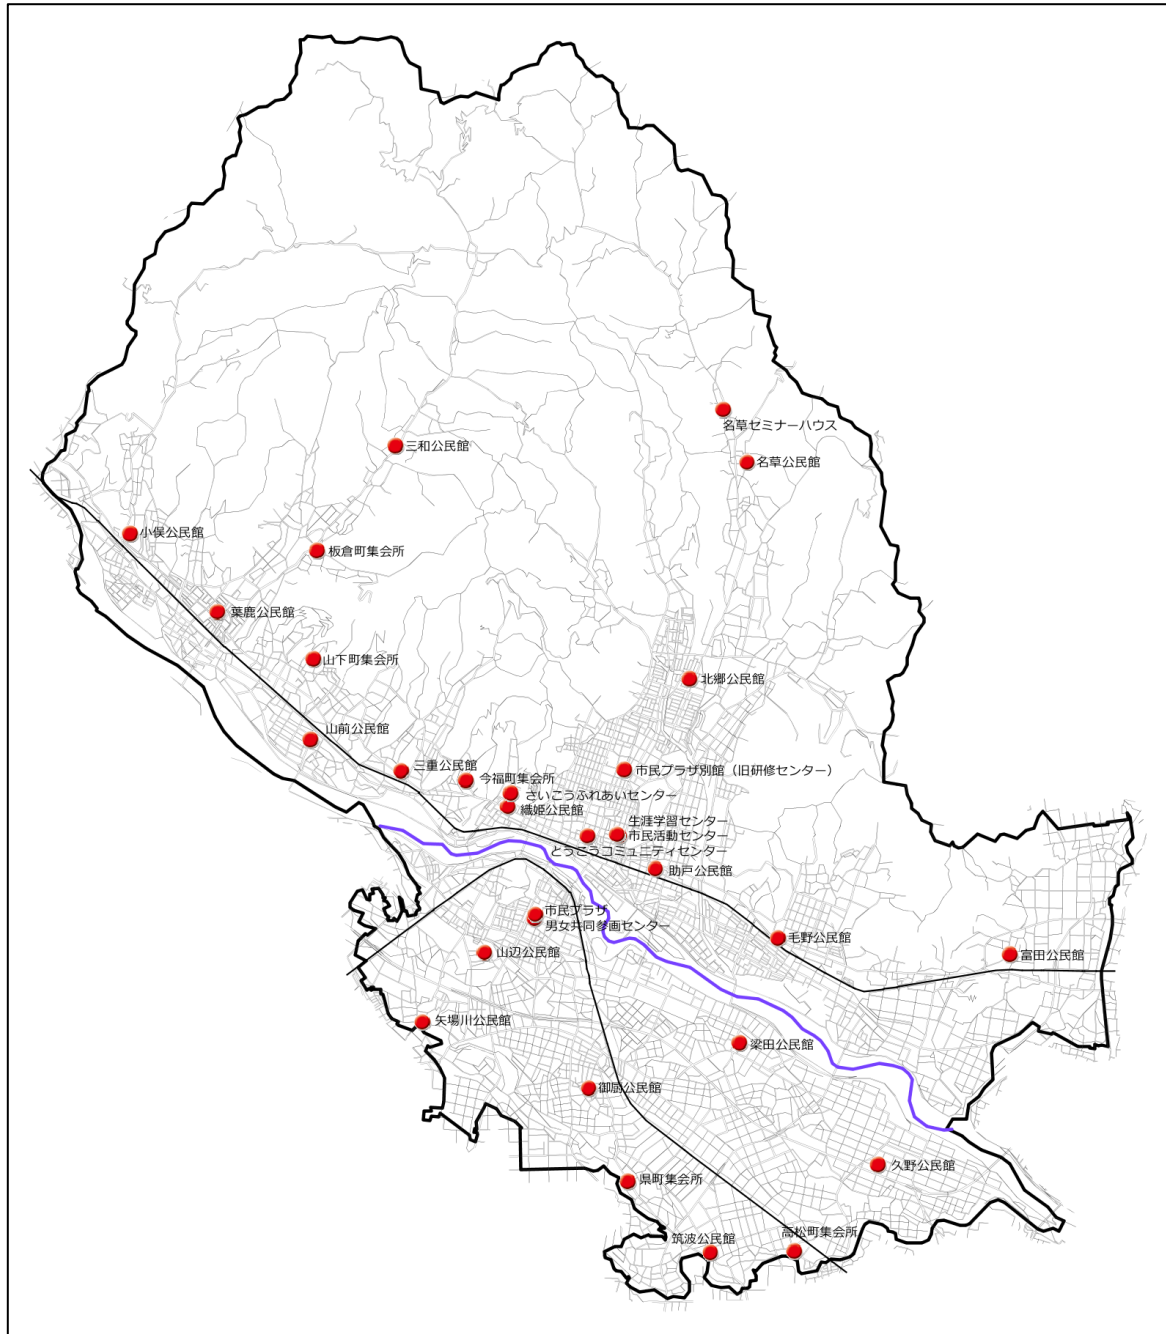 名草セミナーハウス
三和公民館
名草公民館
小俣公民館
板倉町集会所
葉鹿公民館
山下町集会所
北郷公民館
山前公民館
三重公民館
市民プラザ別館（旧研修センター）
今福町集会所
さいこうふれあいセンター
織姫公民館
生涯学習センター
市民活動センター
とうこうコミュニティセンター
助戸公民館
市民プラザ
男女共同参画センター
毛野公民館
山辺公民館
富田公民館
矢場川公民館
梁田公民館
御厨公民館
久野公民館
県町集会所
高松町集会所
筑波公民館